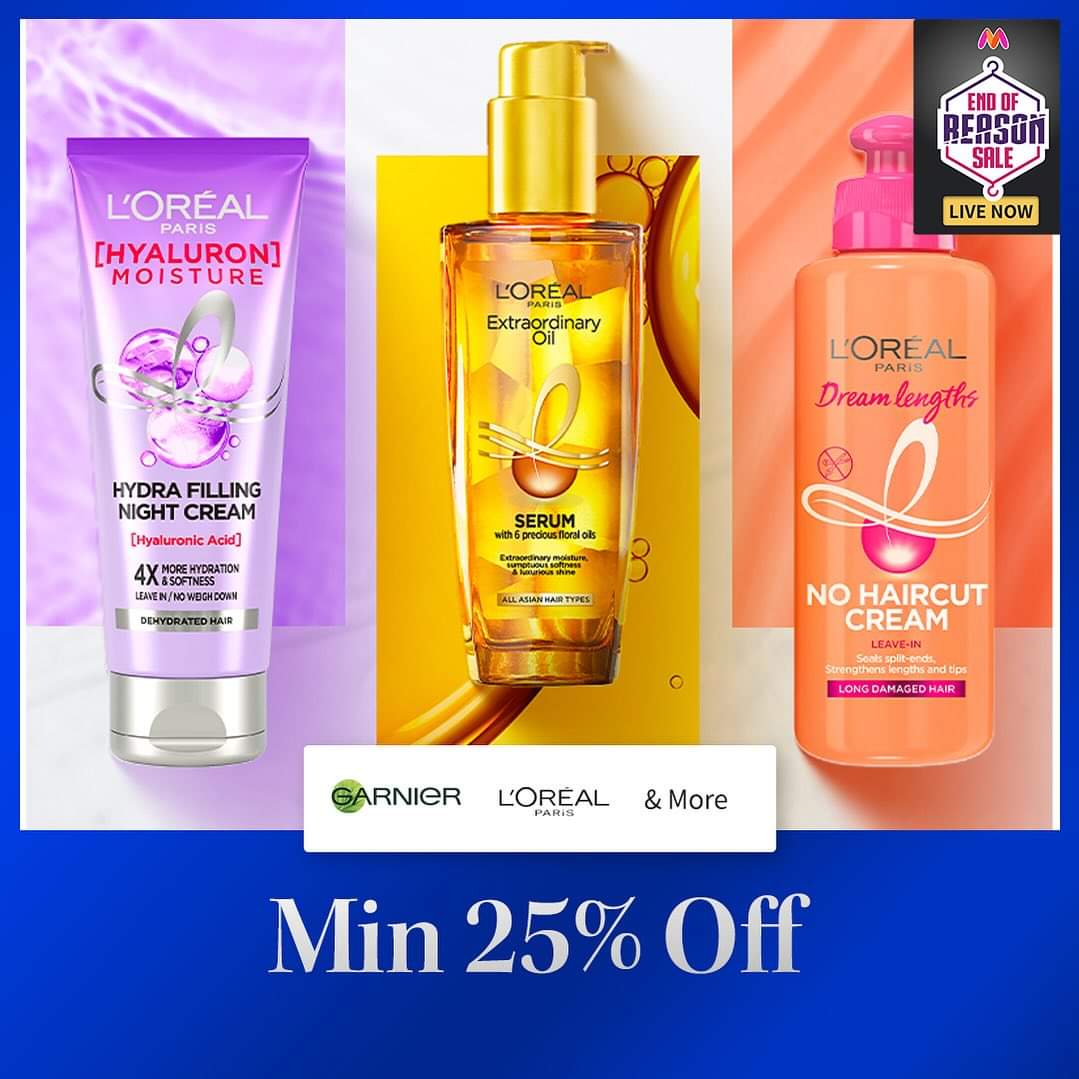 L'ORÉAL
PARIS
[HYALURON]
MOISTURE
HYDRA FILLING
NIGHT CREAM
[Hyaluronic Acid]
4X MORE HYDRATION
& SOFTNESS
LEAVE IN / NO WEIGH DOWN
DEHYDRATED HAIR
L'ORÉAL
PARIS
Extraordinary
Oil
SERUM
with 6 precious floral oils
Extraordinary moisture,
sumptuous softness
& luxurious shine
ALL ASIAN HAIR TYPES
END OF
REASON
SALE
LIVE NOW
L'ORÉAL
PARIS
Dream lengths
NO HAIRCUT
CREAM
LEAVE-IN
Seals split-ends,
Strengthens lengths and tips
LONG DAMAGED HAIR
GARNIER L'ORÉAL & More
PARIS
Min 25% Off